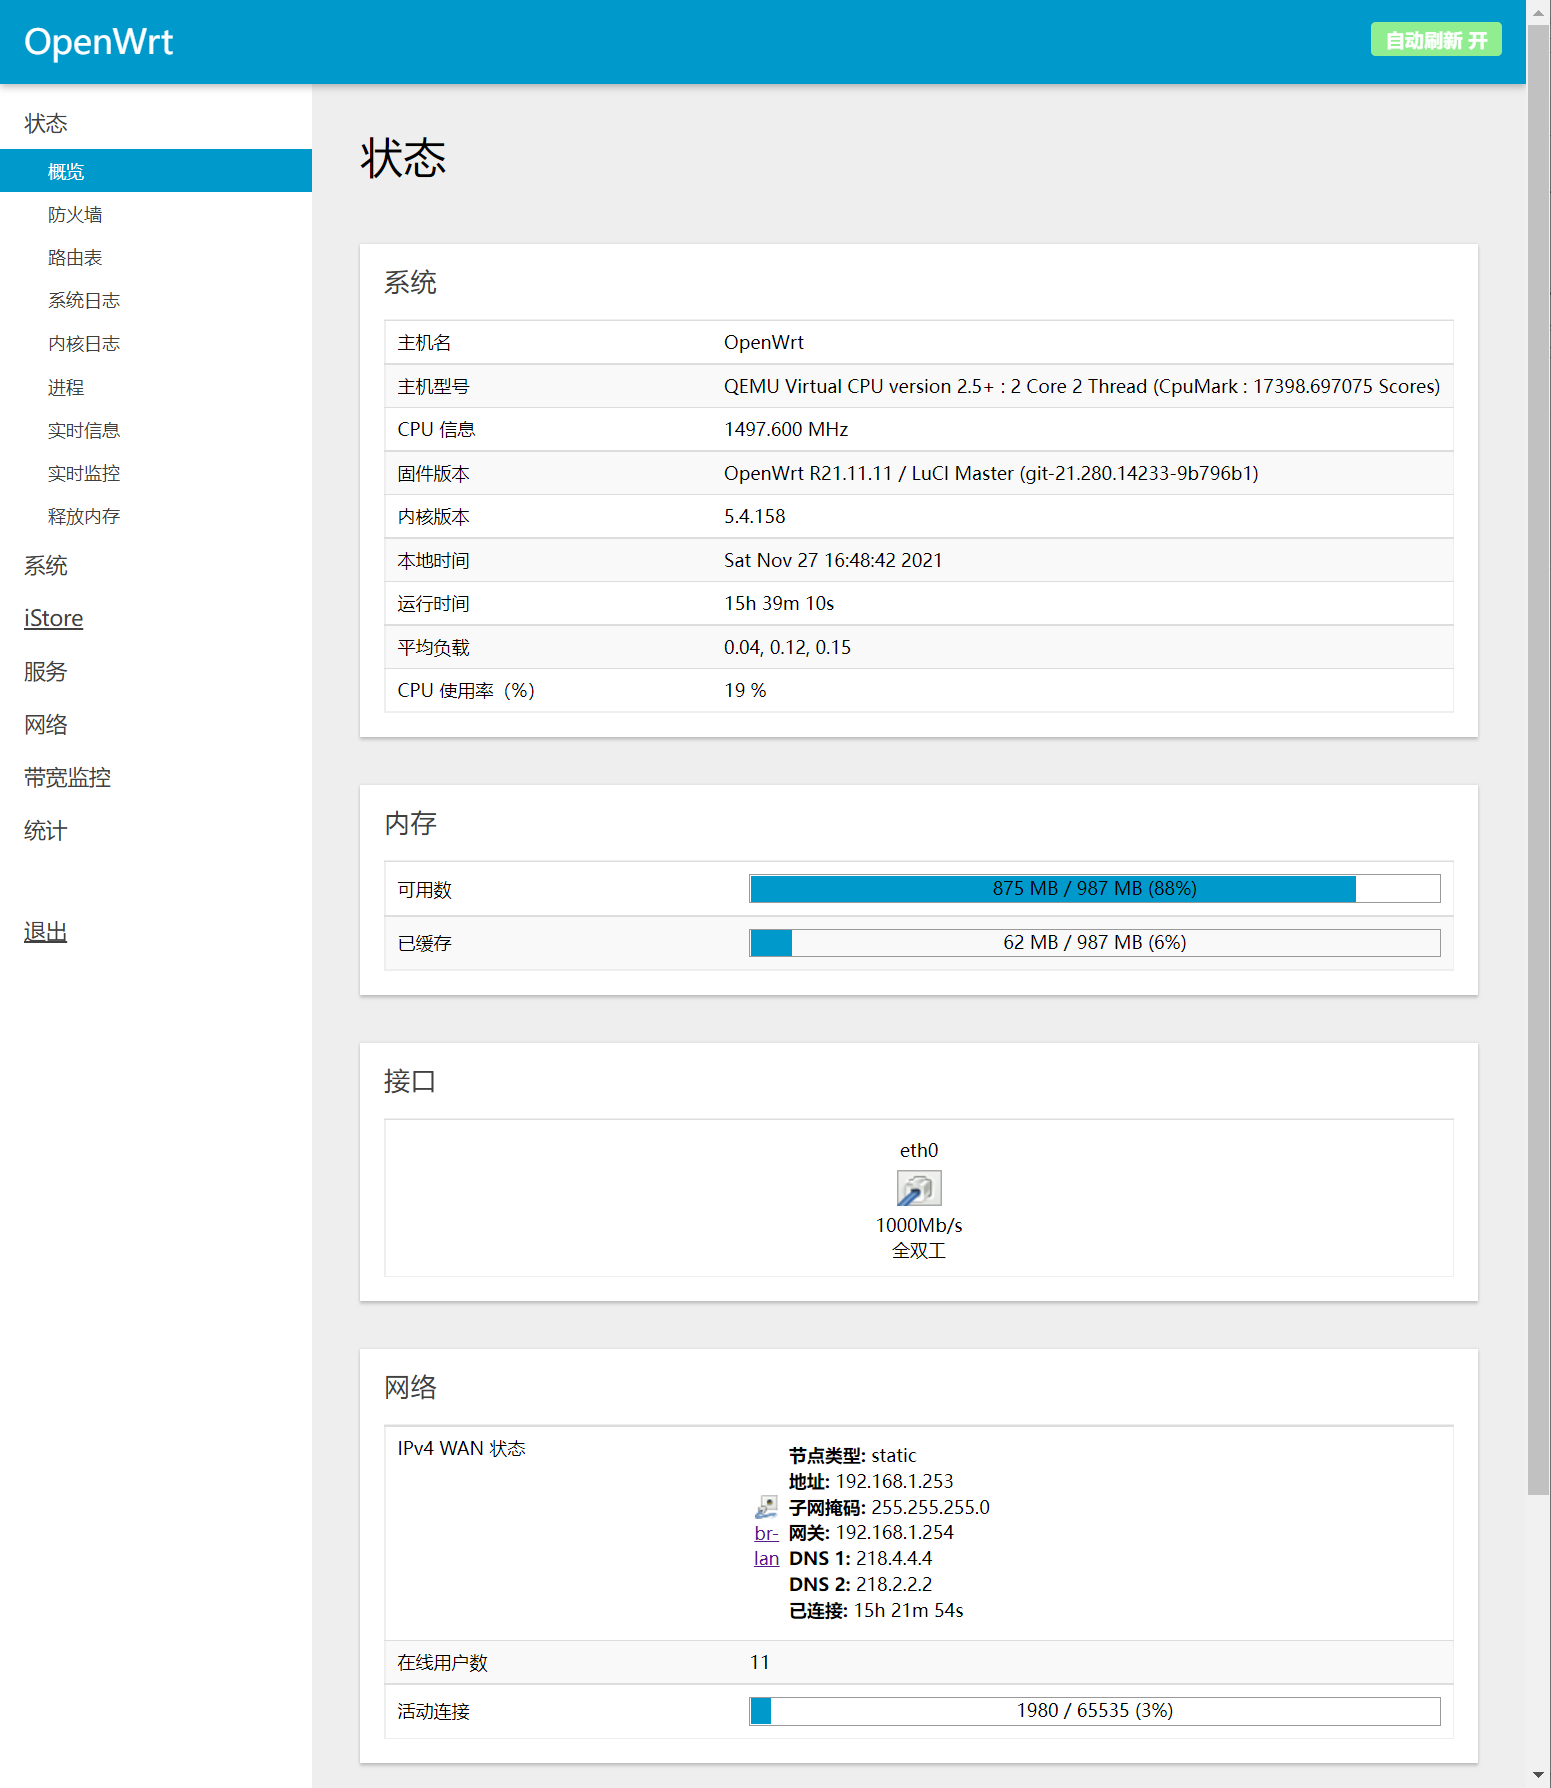 OpenWrt
自动刷新 开
状态
概览
防火墙
路由表
系统日志
内核日志
进程
实时信息
实时监控
释放内存
系统
iStore
服务
网络
带宽监控
统计
退出
状态
系统
主机名 OpenWrt
主机型号 QEMU Virtual CPU version 2.5+ : 2 Core 2 Thread (CpuMark : 17398.697075 Scores)
CPU 信息 1497.600 MHz
固件版本 OpenWrt R21.11.11 / LuCI Master (git-21.280.14233-9b796b1)
内核版本 5.4.158
本地时间 Sat Nov 27 16:48:42 2021
运行时间 15h 39m 10s
平均负载 0.04, 0.12, 0.15
CPU 使用率（%） 19 %
内存
可用数 875 MB / 987 MB (88%)
已缓存 62 MB / 987 MB (6%)
接口
eth0
1000Mb/s
全双工
网络
IPv4 WAN 状态
br-
lan
节点类型: static
地址: 192.168.1.253
子网掩码: 255.255.255.0
网关: 192.168.1.254
DNS 1: 218.4.4.4
DNS 2: 218.2.2.2
已连接: 15h 21m 54s
在线用户数 11
活动连接 1980 / 65535 (3%)